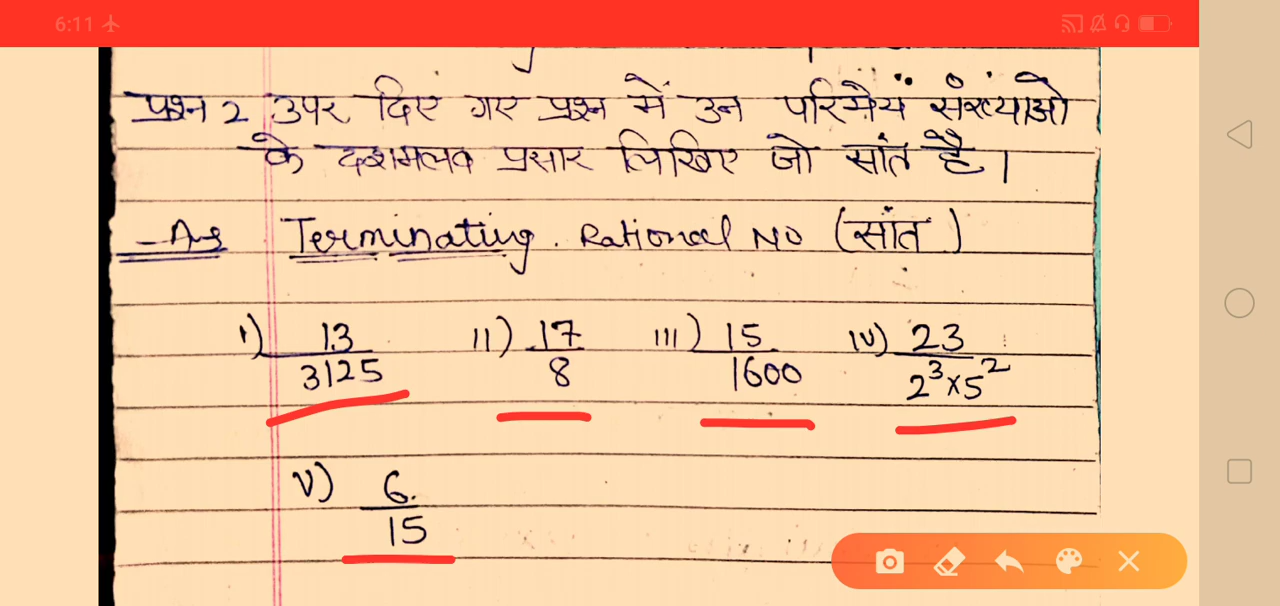 6:11
प्रश्न 2 उपर दिए गए प्रश्न में उन परिमेय संख्याओं
के दशमलव प्रसार लिखिए जो सांत है।
Ans Terminating. Rational No (सांत)
i) 13/3125 ii) 17/8 iii) 15/1600 iv) 23/2³×5²
v) 6/15